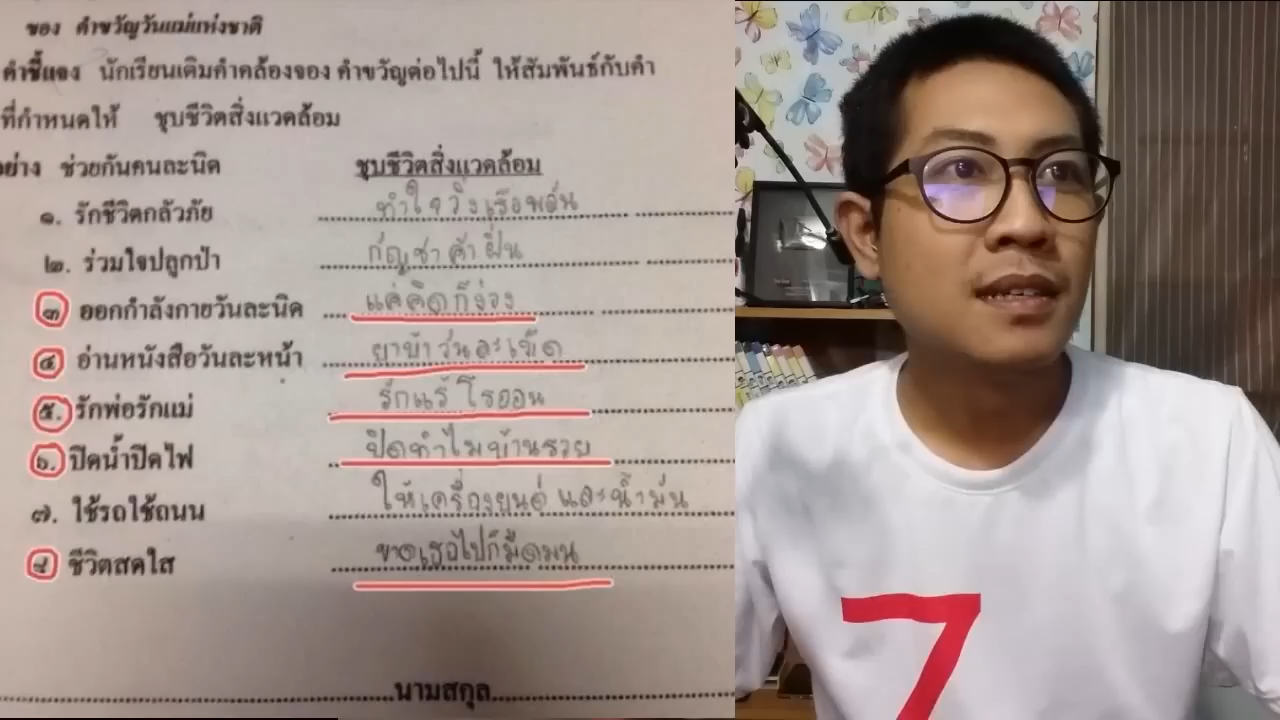 ของ คำขวัญวันแม่แห่งชาติ
คำชี้แจง นักเรียนเติมคำคล้องจอง คำขวัญต่อไปนี้ ให้สัมพันธ์กับคำ
ที่กำหนดให้ ชุบชีวิตสิ่งแวดล้อม
อย่าง ช่วยกันคนละนิด ชุบชีวิตสิ่งแวดล้อม
๑. รักชีวิตกลัวภัย ทำใจวิ่งเรือพลัน
๒. ร่วมใจปลูกป่า กัญชา ค้า ฝิ่น
๓ ออกกำลังกายวันละนิด แค่คิดก็ง่อง
๔ อ่านหนังสือวันละหน้า ยาบ้าวันละเม็ด
๕. รักพ่อรักแม่ รักแร้ โรออน
๖. ปิดน้ำปิดไฟ ปิดทำไมบ้านรวย
๗. ใช้รถใช้ถนน ให้เครื่องยนต์ และน้ำมัน
๘ ชีวิตสดใส ขาดเธอไปก็มืดมน
นามสกุล
7